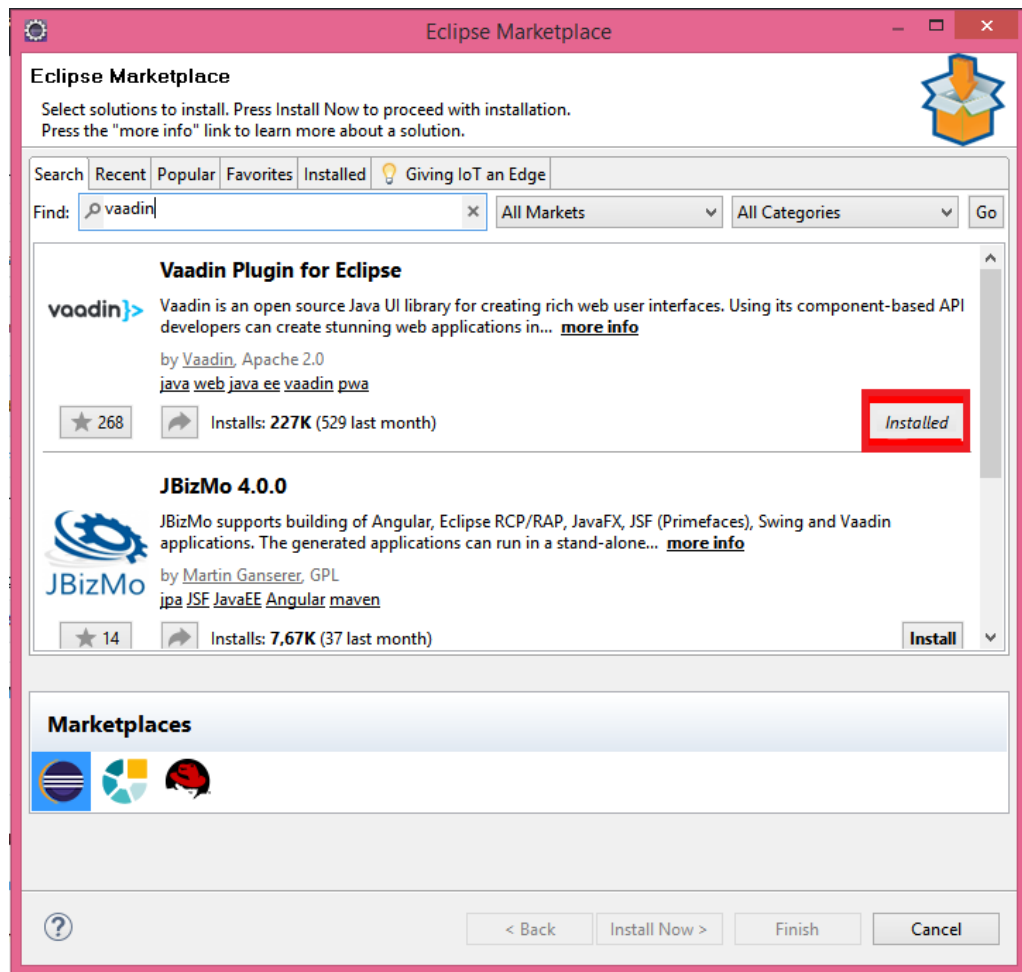 Eclipse Marketplace
Eclipse Marketplace
Select solutions to install. Press Install Now to proceed with installation.
Press the "more info" link to learn more about a solution.
Search Recent Popular Favorites Installed Giving IoT an Edge
Find: vaadin All Markets All Categories Go
Vaadin Plugin for Eclipse
vaadin}>
Vaadin is an open source Java UI library for creating rich web user interfaces. Using its component-based API
developers can create stunning web applications in... more info
by Vaadin, Apache 2.0
java web java ee vaadin pwa
268 Installs: 227K (529 last month) Installed
JBizMo 4.0.0
JBizMo supports building of Angular, Eclipse RCP/RAP, JavaFX, JSF (Primefaces), Swing and Vaadin
applications. The generated applications can run in a stand-alone... more info
JBizMo
by Martin Ganserer, GPL
jpa JSF JavaEE Angular maven
14 Installs: 7,67K (37 last month) Install
Marketplaces
? < Back Install Now > Finish Cancel